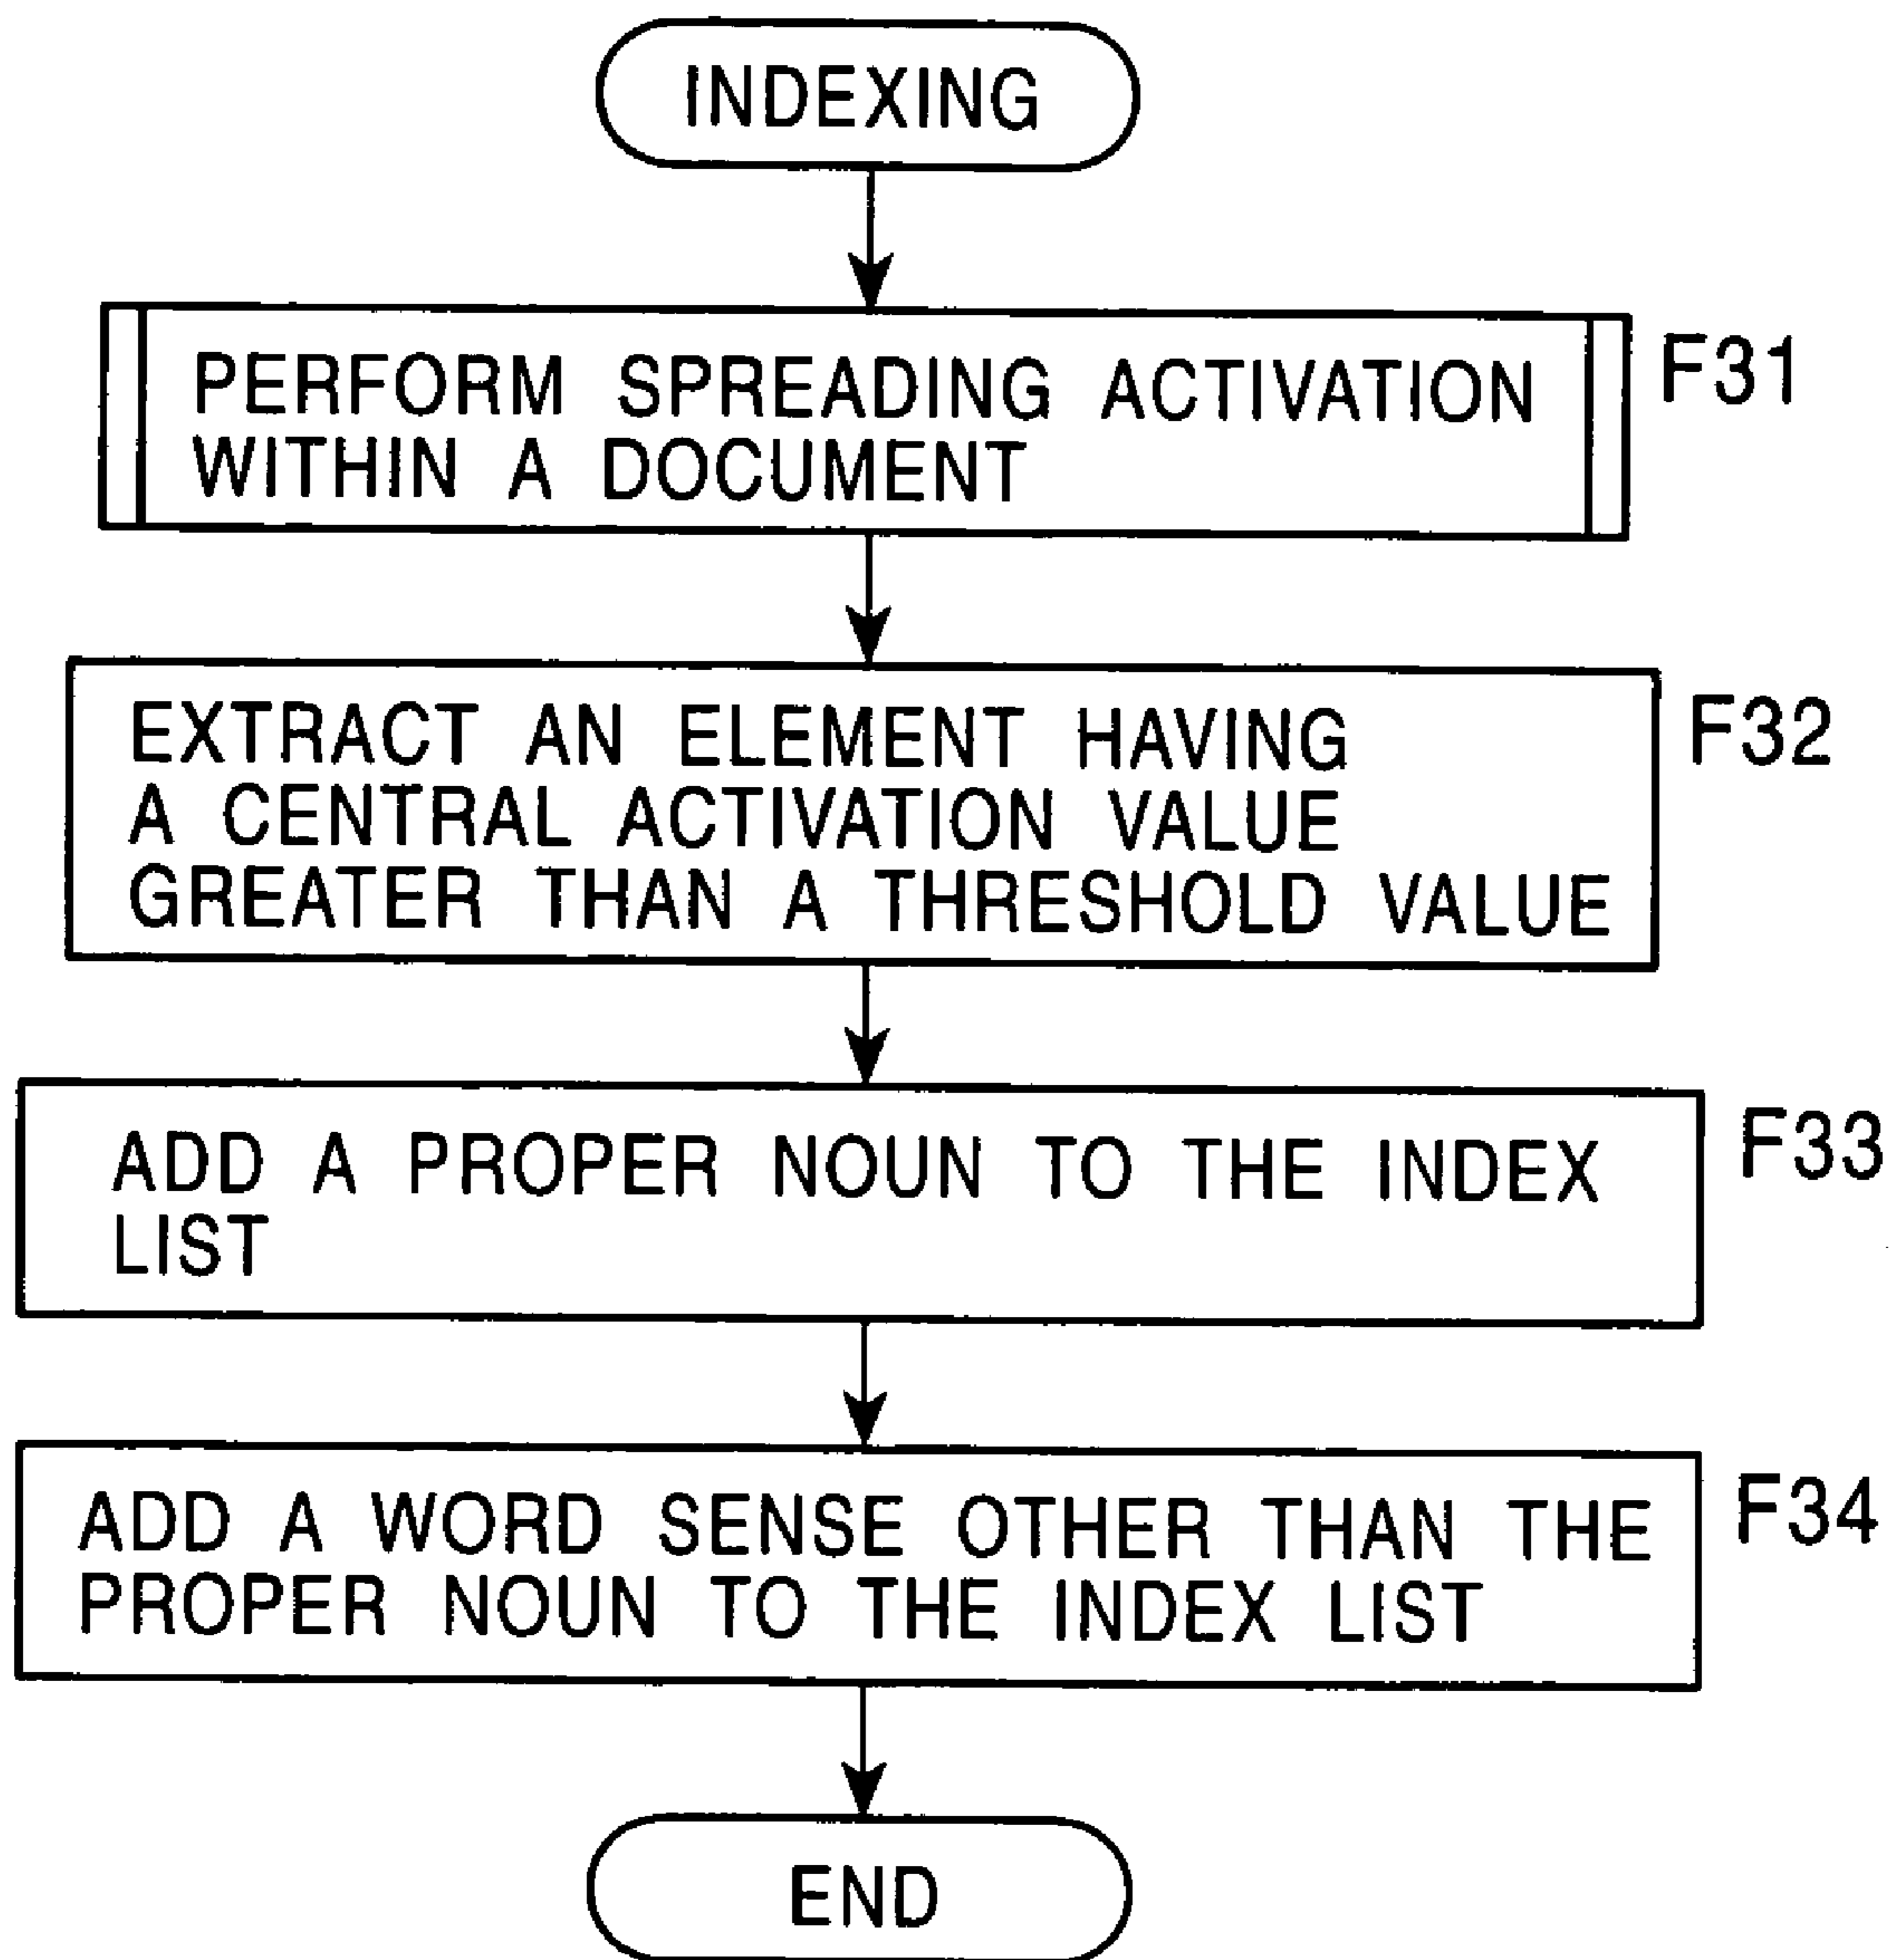 INDEXING
PERFORM SPREADING ACTIVATION
WITHIN A DOCUMENT
F31
EXTRACT AN ELEMENT HAVING
A CENTRAL ACTIVATION VALUE
GREATER THAN A THRESHOLD VALUE
F32
ADD A PROPER NOUN TO THE INDEX
LIST
F33
ADD A WORD SENSE OTHER THAN THE
PROPER NOUN TO THE INDEX LIST
F34
END